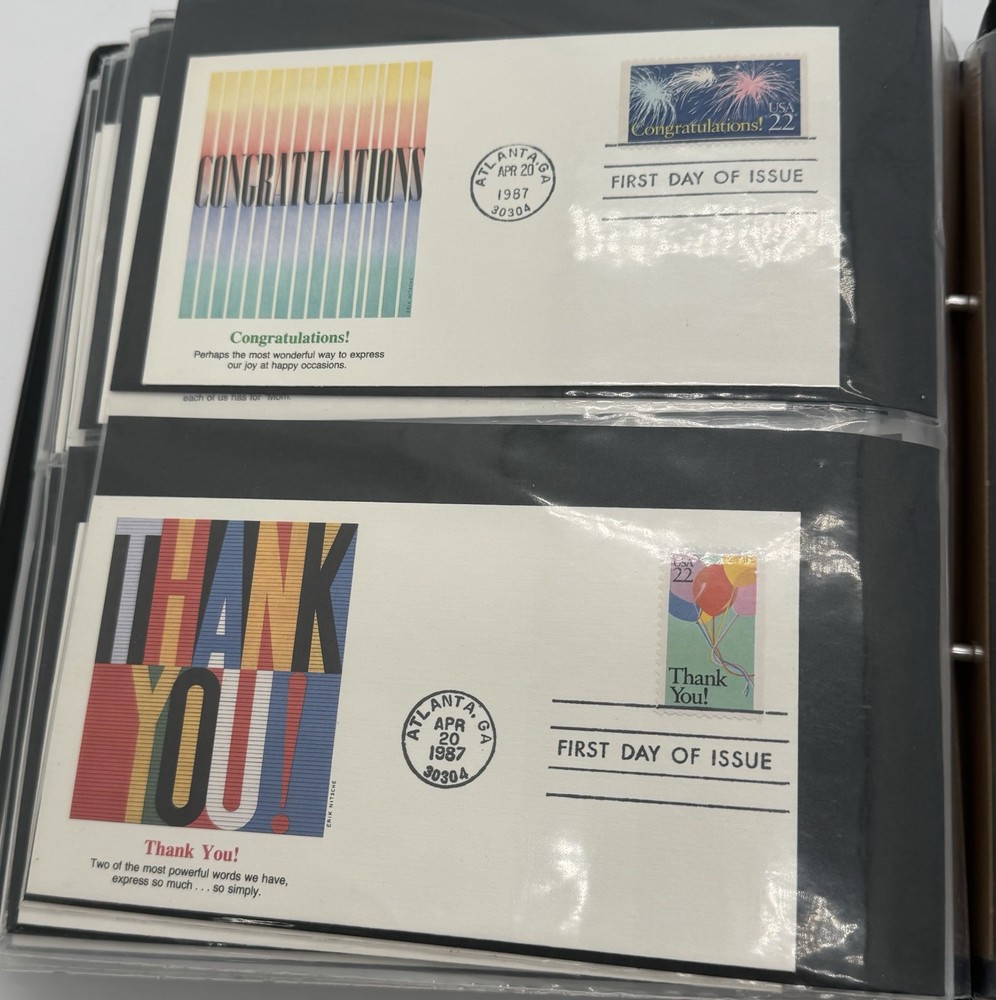 CONGRATULATIONS
ERIK NITSCHE
Congratulations!
Perhaps the most wonderful way to express
our joy at happy occasions.
ATLANTA, GA
APR 20
1987
30304
USA
Congratulations! 22
FIRST DAY OF ISSUE
each of us has for "Mom."
THANK
YOU!
ERIK NITSCHE
Thank You!
Two of the most powerful words we have,
express so much . . . so simply.
ATLANTA, GA
APR
20
1987
30304
USA
22
Thank
You!
FIRST DAY OF ISSUE